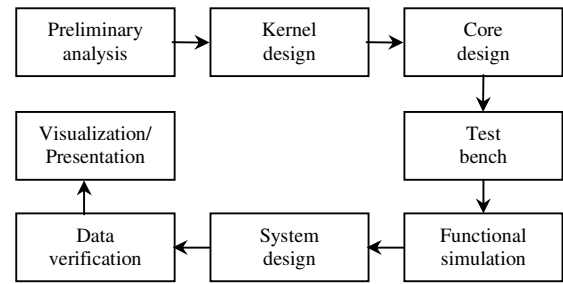 Preliminary
analysis
Kernel
design
Core
design
Test
bench
Functional
simulation
System
design
Data
verification
Visualization/
Presentation